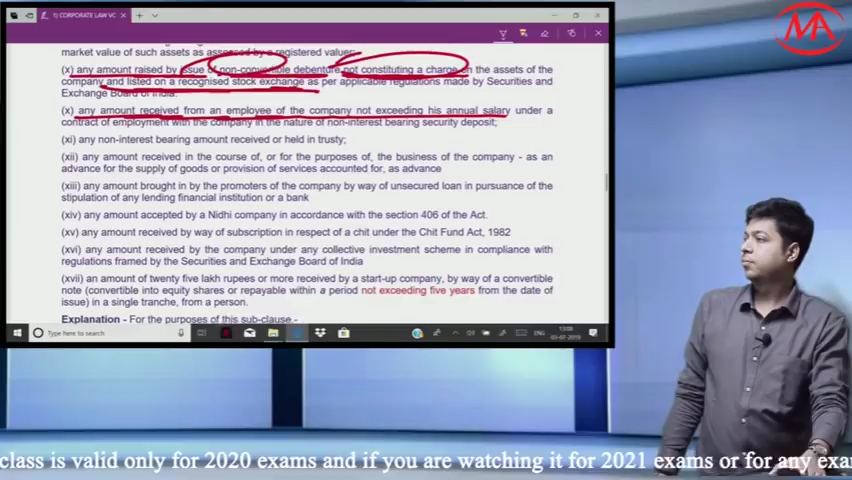 1) CORPORATE LAW VC
market value of such assets as assessed by a registered valuer;
(x) any amount raised by issue of non-convertible debenture not constituting a charge on the assets of the
company and listed on a recognised stock exchange as per applicable regulations made by Securities and
Exchange Board of India.
(x) any amount received from an employee of the company not exceeding his annual salary under a
contract of employment with the company in the nature of non-interest bearing security deposit;
(xi) any non-interest bearing amount received or held in trusty;
(xii) any amount received in the course of, or for the purposes of, the business of the company - as an
advance for the supply of goods or provision of services accounted for, as advance
(xiii) any amount brought in by the promoters of the company by way of unsecured loan in pursuance of the
stipulation of any lending financial institution or a bank
(xiv) any amount accepted by a Nidhi company in accordance with the section 406 of the Act.
(xv) any amount received by way of subscription in respect of a chit under the Chit Fund Act, 1982
(xvi) any amount received by the company under any collective investment scheme in compliance with
regulations framed by the Securities and Exchange Board of India
(xvii) an amount of twenty five lakh rupees or more received by a start-up company, by way of a convertible
note (convertible into equity shares or repayable within a period not exceeding five years from the date of
issue) in a single tranche, from a person.
Explanation - For the purposes of this sub-clause -
Type here to search
ENG
13:08
03-07-2019
MA
class is valid only for 2020 exams and if you are watching it for 2021 exams or for any exa